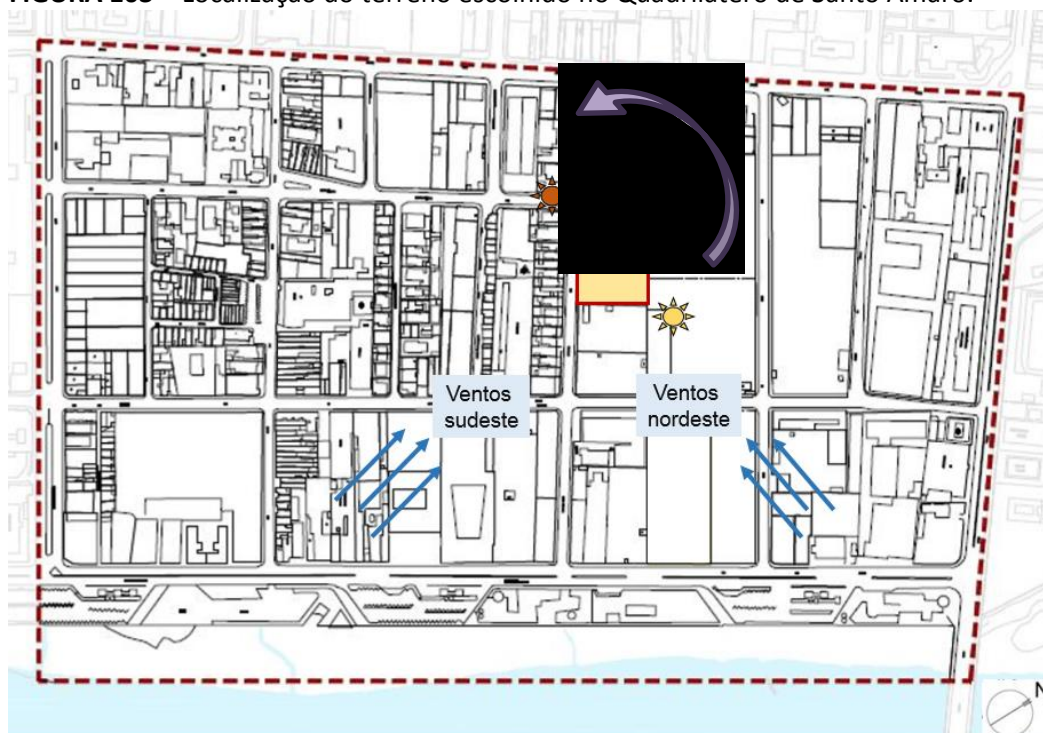 FIGURA 103 – Localização do terreno escolhido no Quadrilátero de Santo Amaro.
Ventos
sudeste
Ventos
nordeste
N